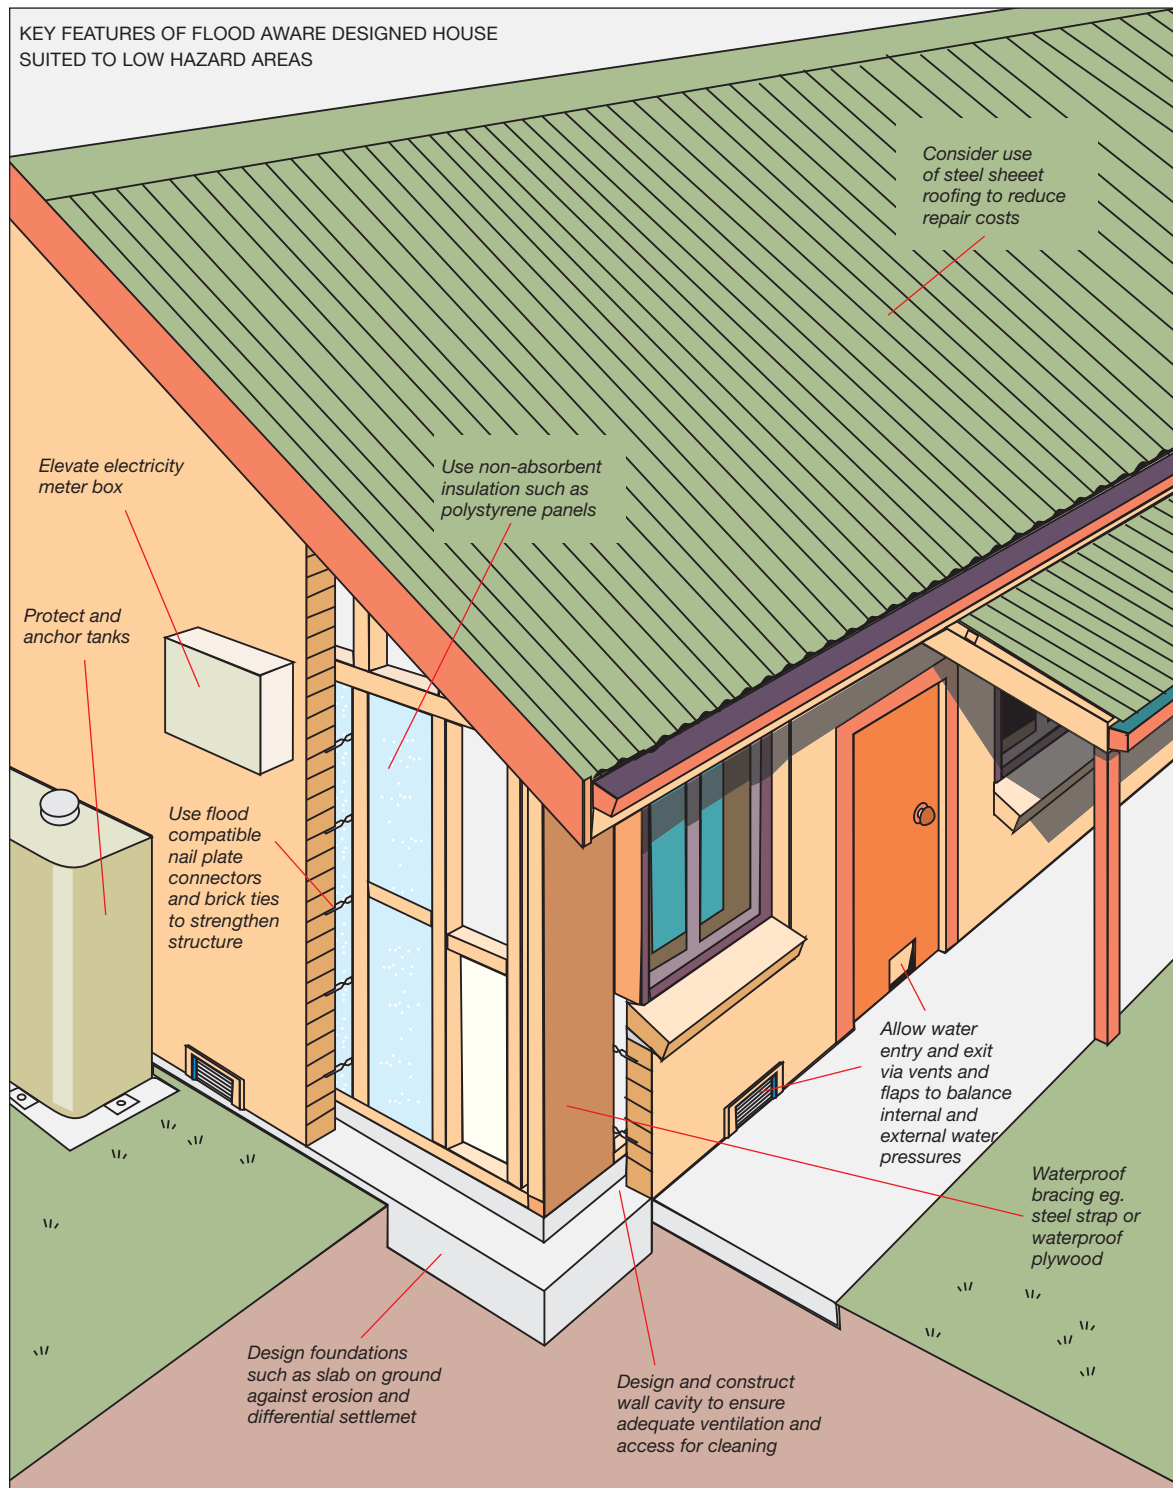 KEY FEATURES OF FLOOD AWARE DESIGNED HOUSE
SUITED TO LOW HAZARD AREAS
Consider use
of steel sheeet
roofing to reduce
repair costs
Elevate electricity
meter box
Use non-absorbent
insulation such as
polystyrene panels
Protect and
anchor tanks
Use flood
compatible
nail plate
connectors
and brick ties
to strengthen
structure
Allow water
entry and exit
via vents and
flaps to balance
internal and
external water
pressures
Waterproof
bracing eg.
steel strap or
waterproof
plywood
Design foundations
such as slab on ground
against erosion and
differential settlemet
Design and construct
wall cavity to ensure
adequate ventilation and
access for cleaning